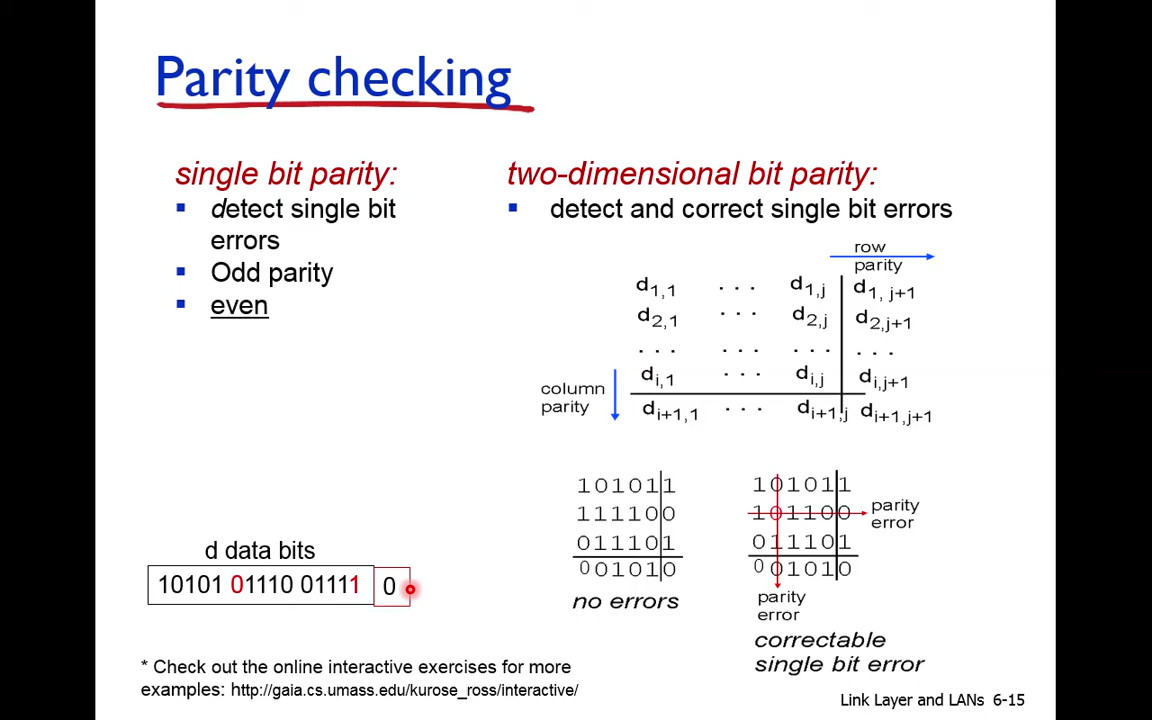 Parity checking
single bit parity:
▪ detect single bit
errors
▪ Odd parity
▪ even
d data bits
10101 01110 01111 0
two-dimensional bit parity:
▪ detect and correct single bit errors
row
parity
d1,1 . . . d1,j d1, j+1
d2,1 . . . d2,j d2,j+1
. . . . . . . . . . . .
di,1 . . . di,j di,j+1
column
parity
di+1,1 . . . di+1,j di+1,j+1
101011
111100
011101
001010
no errors
101011
101100
011101
001010
parity
error
parity
error
correctable
single bit error
* Check out the online interactive exercises for more
examples: http://gaia.cs.umass.edu/kurose_ross/interactive/
Link Layer and LANs 6-15